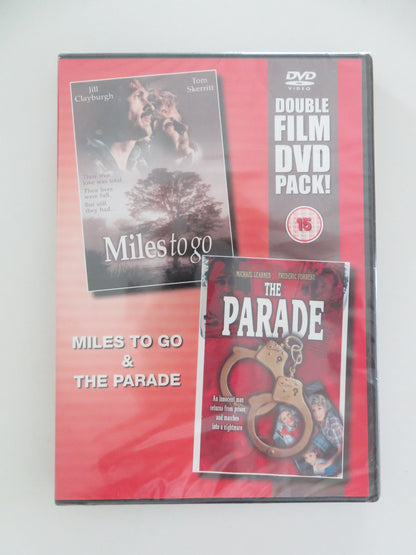 Jill Clayburgh
Tom Skerritt
Their love was total.
Their lives were full.
But still they had...
Miles to go
DVD
VIDEO
DOUBLE
FILM
DVD
PACK!
15
MICHAEL LEARNED
FREDERIC FORREST
THE
PARADE
An innocent man
returns from prison
and marches
into a nightmare
MILES TO GO
&
THE PARADE